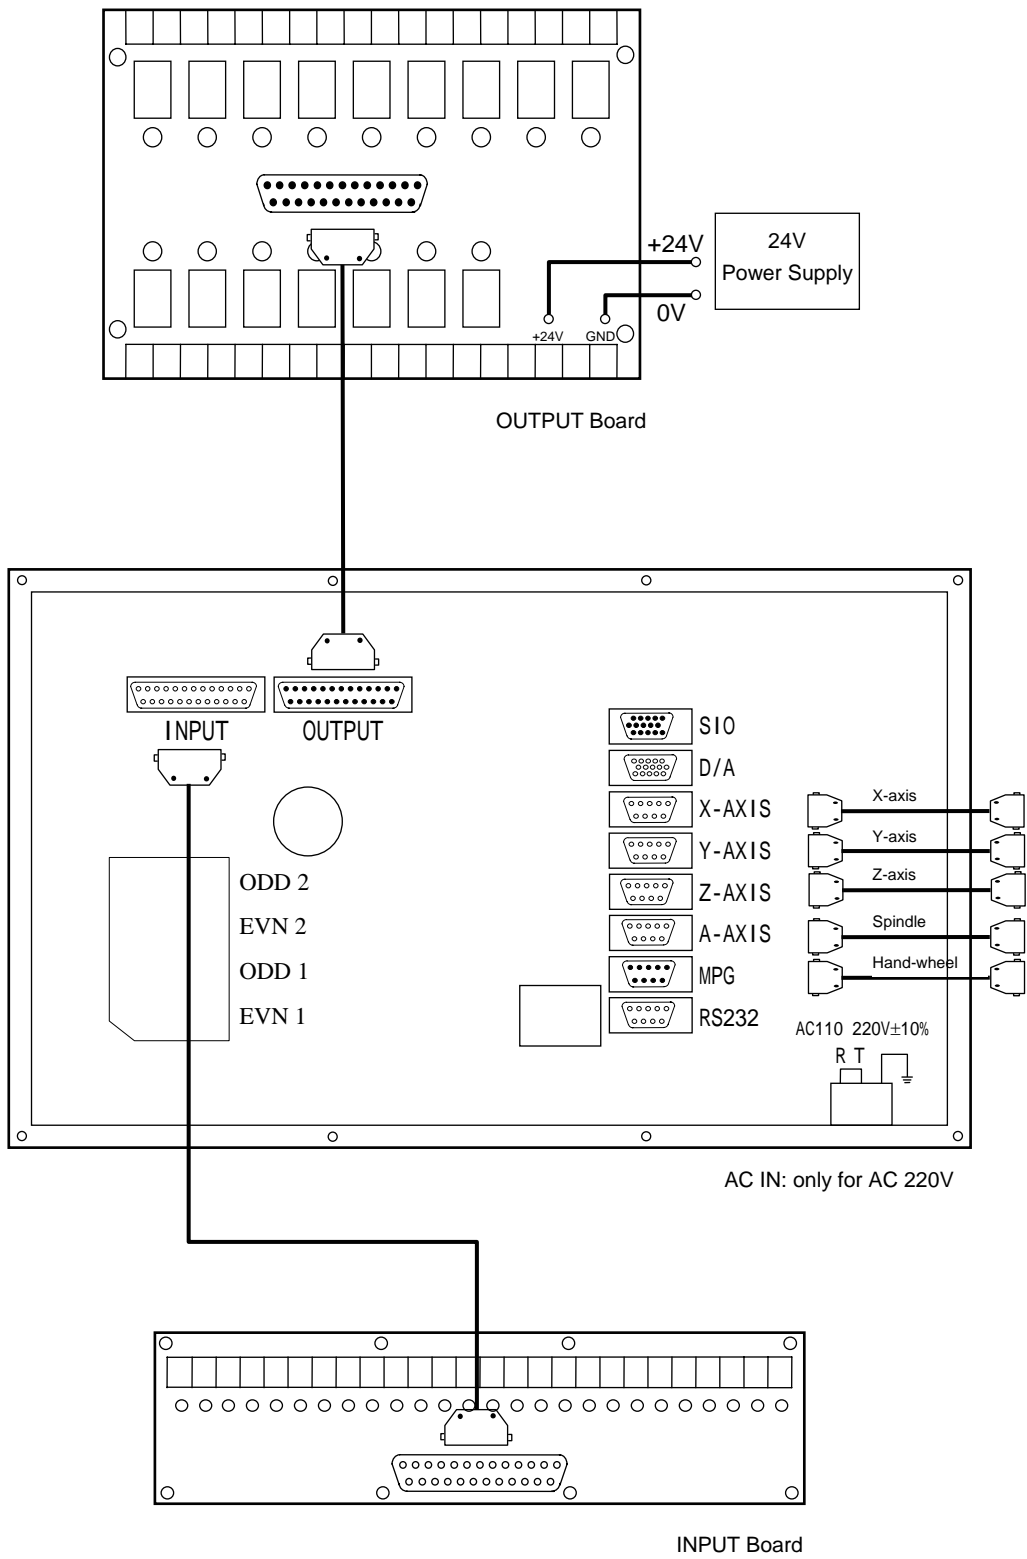 +24V
24V
Power Supply
0V
+24V
GND
OUTPUT Board
INPUT
OUTPUT
SIO
D/A
X-AXIS
X-axis
Y-AXIS
Y-axis
Z-AXIS
Z-axis
ODD 2
EVN 2
A-AXIS
Spindle
ODD 1
MPG
Hand-wheel
EVN 1
RS232
AC110 220V±10%
R T
AC IN: only for AC 220V
INPUT Board